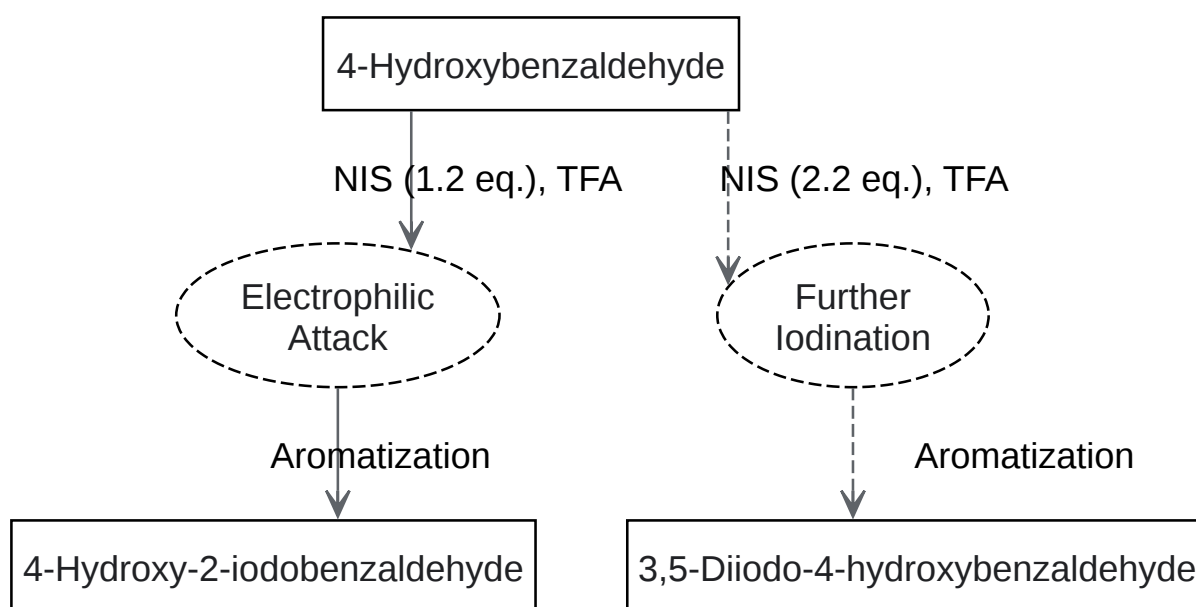 4-Hydroxybenzaldehyde
NIS (1.2 eq.), TFA
NIS (2.2 eq.), TFA
Electrophilic
Attack
Further
Iodination
Aromatization
Aromatization
4-Hydroxy-2-iodobenzaldehyde
3,5-Diiodo-4-hydroxybenzaldehyde